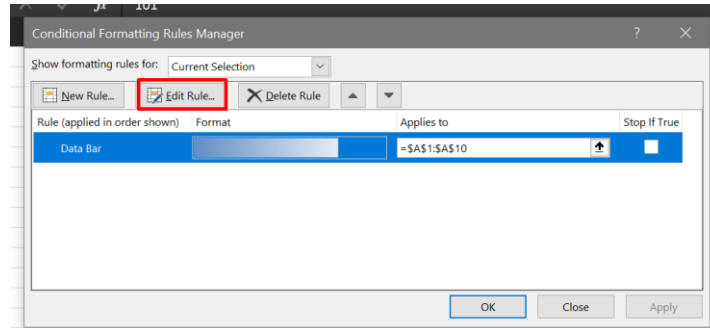 fx 101
Conditional Formatting Rules Manager ? ×
Show formatting rules for: Current Selection
New Rule... Edit Rule... Delete Rule
Rule (applied in order shown) Format Applies to Stop If True
Data Bar =$A$1:$A$10
OK Close Apply